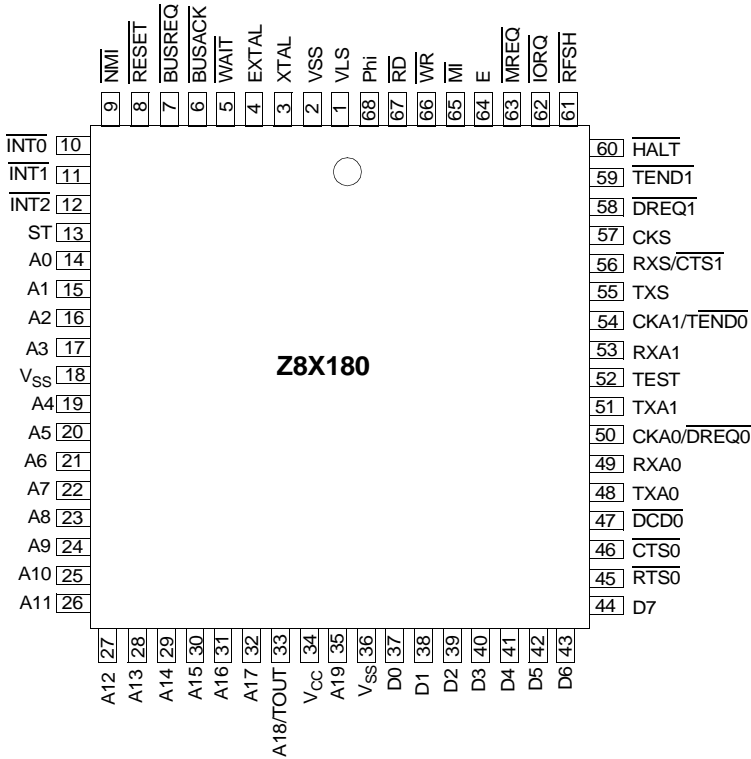 NMI
RESET
BUSREQ
BUSACK
WAIT
EXTAL
XTAL
VSS
VLS
Phi
RD
WR
MI
E
MREQ
IORQ
RFSH
9 8 7 6 5 4 3 2 1 68 67 66 65 64 63 62 61
INT0 10
INT1 11
INT2 12
ST 13
A0 14
A1 15
A2 16
A3 17
VSS 18
A4 19
A5 20
A6 21
A7 22
A8 23
A9 24
A10 25
A11 26
Z8X180
60 HALT
59 TEND1
58 DREQ1
57 CKS
56 RXS/CTS1
55 TXS
54 CKA1/TEND0
53 RXA1
52 TEST
51 TXA1
50 CKA0/DREQ0
49 RXA0
48 TXA0
47 DCD0
46 CTS0
45 RTS0
44 D7
27 28 29 30 31 32 33 34 35 36 37 38 39 40 41 42 43
A12
A13
A14
A15
A16
A17
A18/TOUT
VCC
A19
VSS
D0
D1
D2
D3
D4
D5
D6